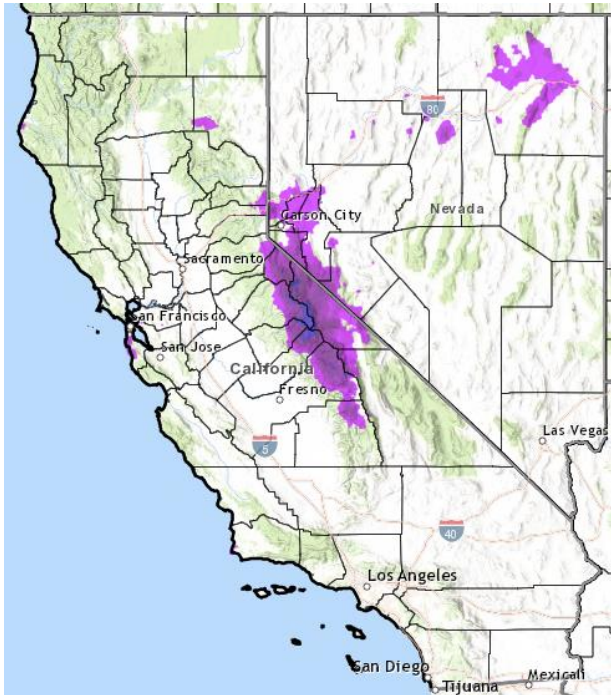 80
Carson City
Nevada
Sacramento
San Francisco
San Jose
California
Fresno
Las Vegas
5
40
Los Angeles
San Diego
Tijuana
Mexicali